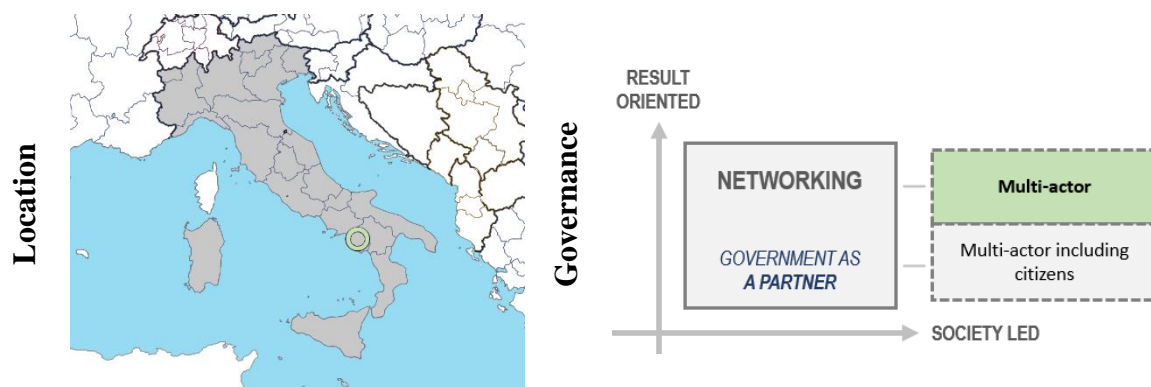 Location
Governance
RESULT
ORIENTED
NETWORKING
GOVERNMENT AS
A PARTNER
Multi-actor
Multi-actor including
citizens
SOCIETY LED